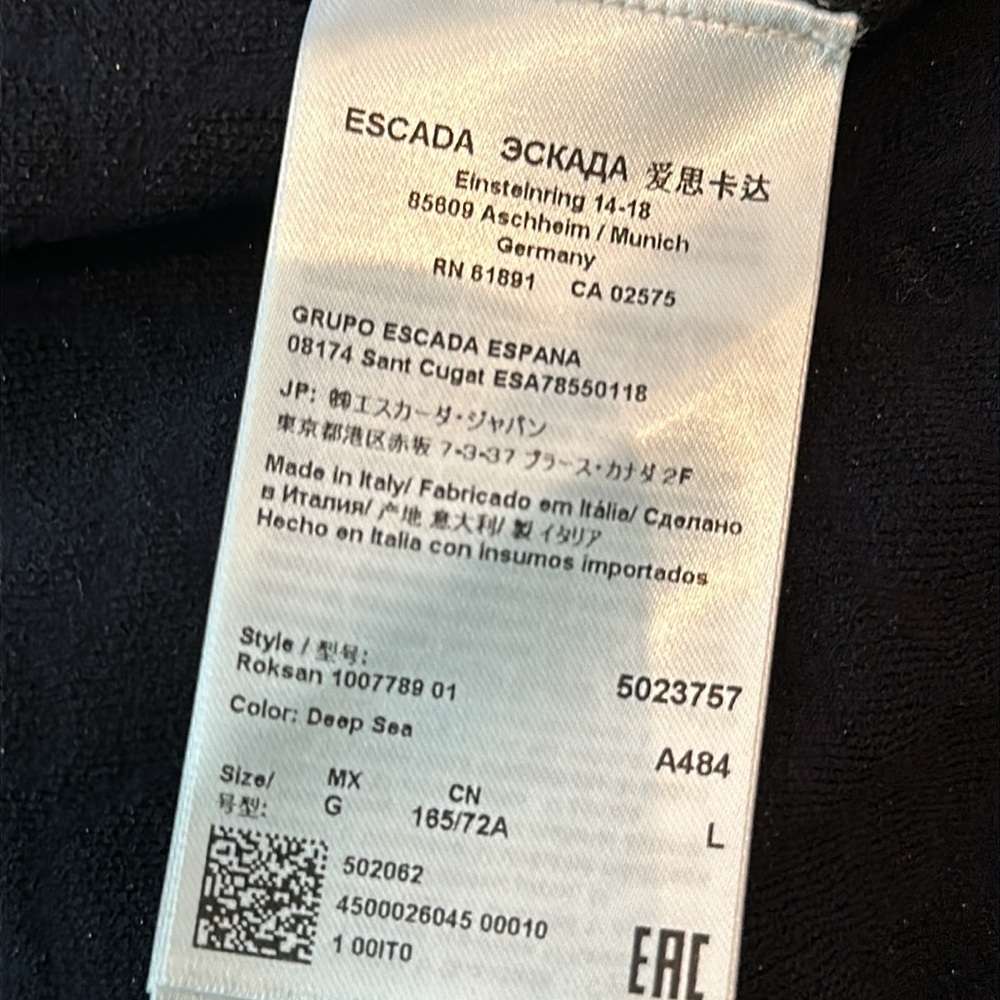 ESCADA ЭСКАДА 爱思卡达
Einsteinring 14-18
85609 Aschheim / Munich
Germany
RN 81891 CA 02575
GRUPO ESCADA ESPANA
08174 Sant Cugat ESA78550118
JP: ㈱エスカーダ・ジャパン
東京都港区赤坂 7-3-37 プラース・カナダ 2F
Made in Italy/ Fabricado em Itália/ Сделано
в Италия/ 产地 意大利/ 製 イタリア
Hecho en Italia con insumos importados
Style / 型号:
Roksan 1007789 01 5023757
Color: Deep Sea A484
Size/ MX CN
号型: G 165/72A L
502062
4500026045 00010
1 00IT0
EAC